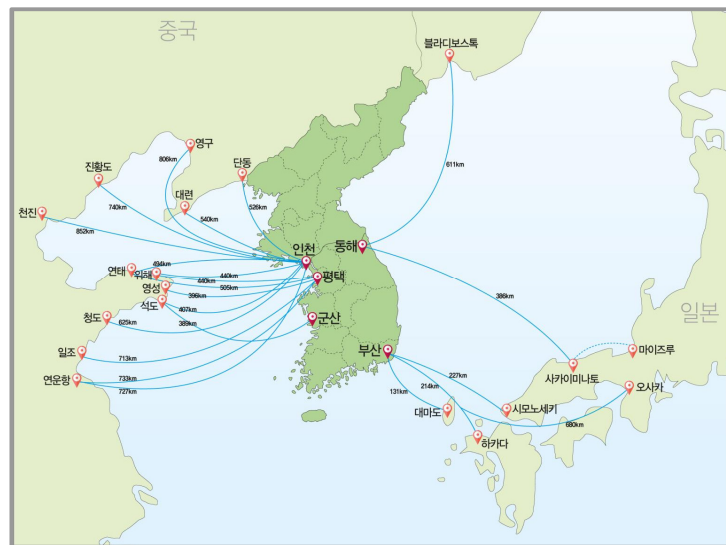 중국
블라디보스톡
영구
806km
단동
진황도
611km
대련
740km
526km
천진
540km
852km
인천
동해
494km
연태
위해
440km
440km
평택
영성
505km
396km
386km
석도
407km
일본
청도
625km
389km
군산
부산
마이즈루
일조
713km
사카이미나토
227km
연운항
733km
214km
오사카
727km
131km
대마도
시모노세키
680km
하카다